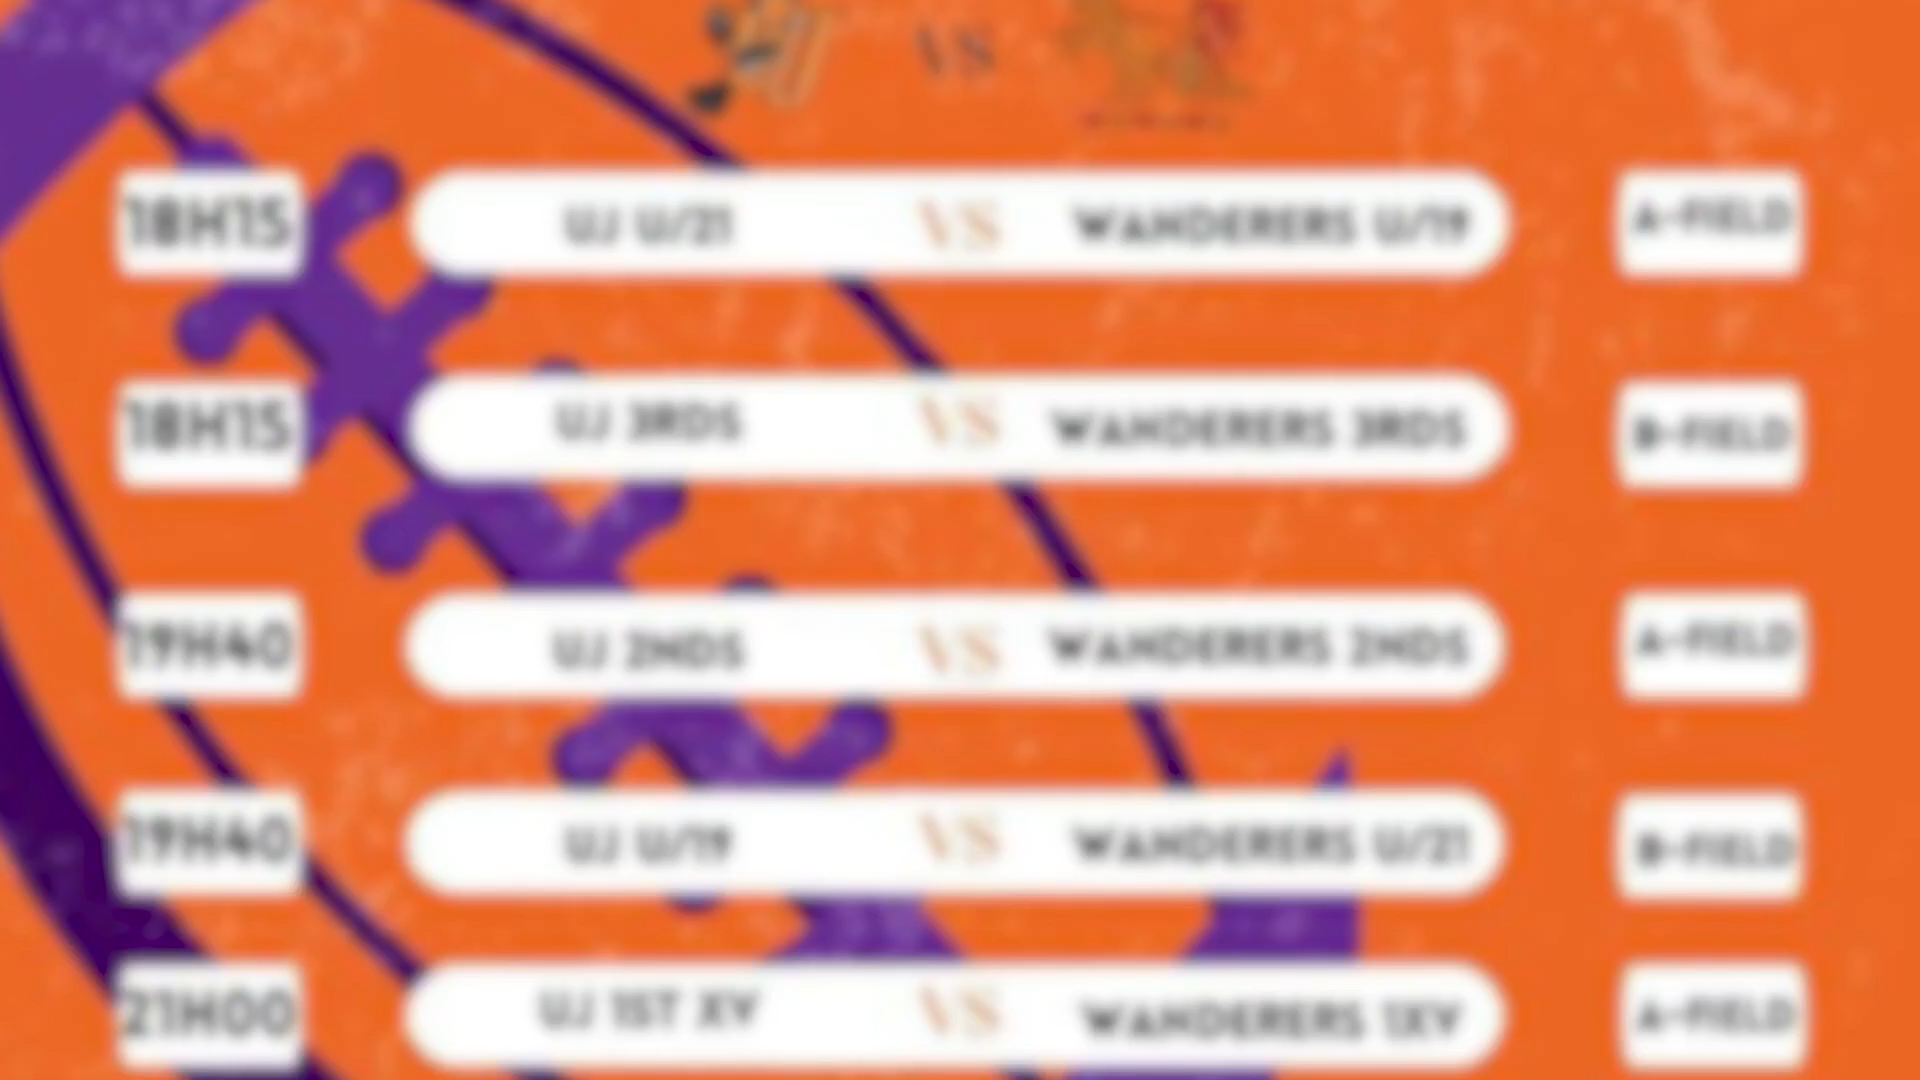 VS
18H15 UJ U/21 VS WANDERERS U/19 A-FIELD
18H15 UJ 3RDS VS WANDERERS 3RDS B-FIELD
19H40 UJ 2NDS VS WANDERERS 2NDS A-FIELD
19H40 UJ U/19 VS WANDERERS U/21 B-FIELD
21H00 UJ 1ST XV VS WANDERERS 1XV A-FIELD